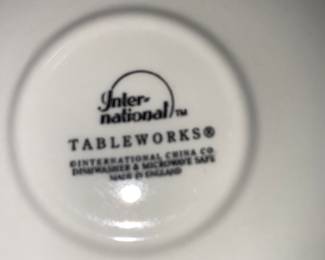 Inter-
national™
TABLEWORKS®
©INTERNATIONAL CHINA CO.
DISHWASHER & MICROWAVE SAFE
MADE IN ENGLAND